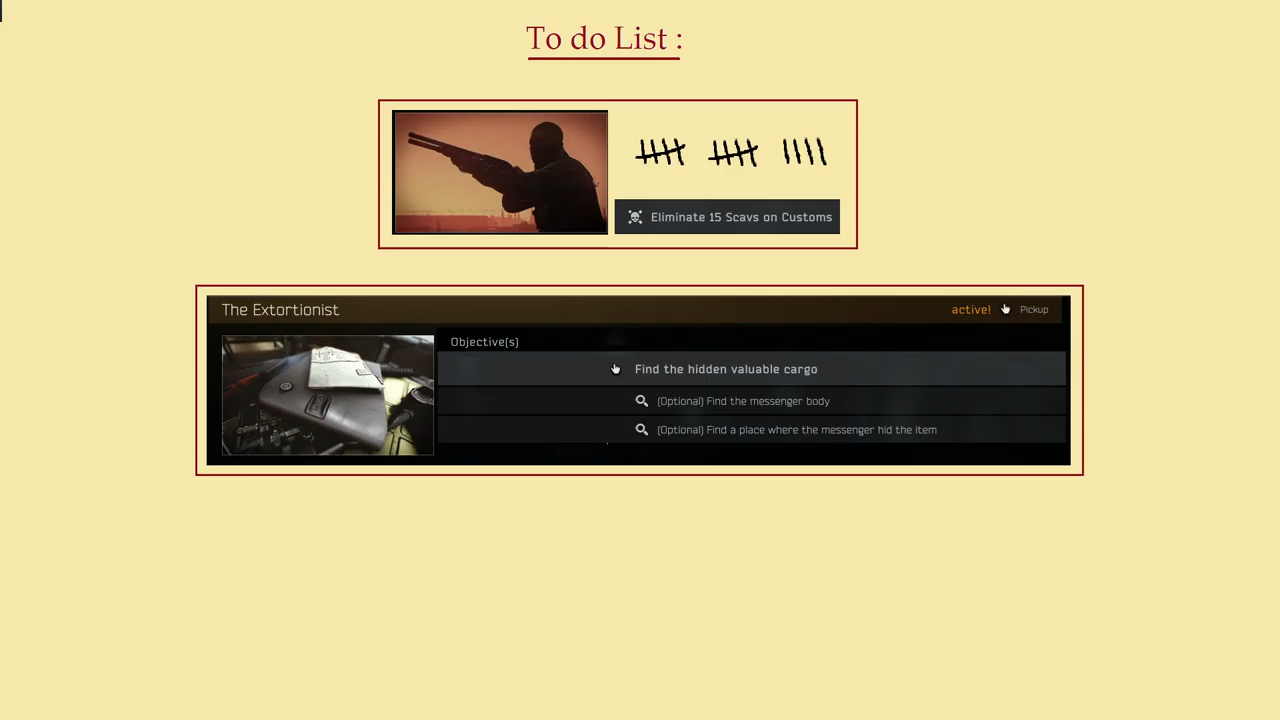 To do List :
Eliminate 15 Scavs on Customs
The Extortionist
active! Pickup
Objective(s)
Find the hidden valuable cargo
(Optional) Find the messenger body
(Optional) Find a place where the messenger hid the item